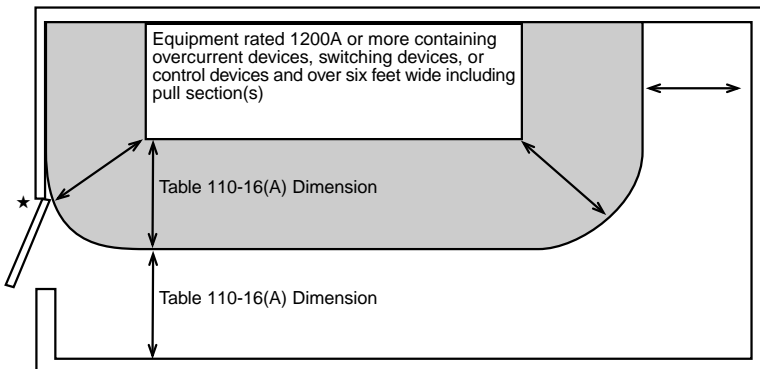 Equipment rated 1200A or more containing
overcurrent devices, switching devices, or
control devices and over six feet wide including
pull section(s)
Table 110-16(A) Dimension
Table 110-16(A) Dimension